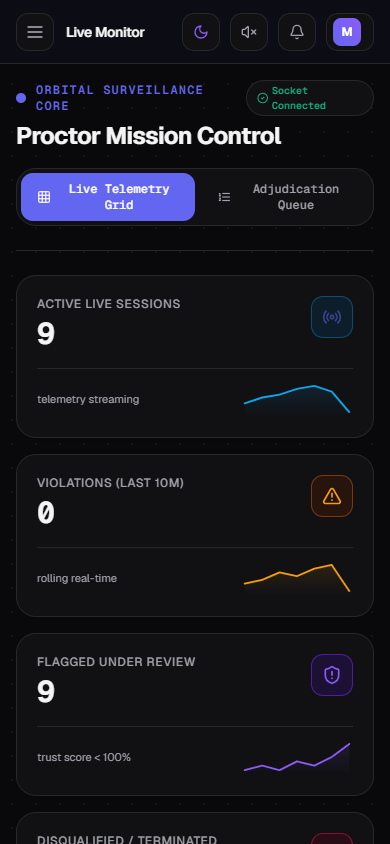 Live Monitor
M
ORBITAL SURVEILLANCE
CORE
Socket
Connected
Proctor Mission Control
Live Telemetry
Grid
Adjudication
Queue
ACTIVE LIVE SESSIONS
9
telemetry streaming
VIOLATIONS (LAST 10M)
0
rolling real-time
FLAGGED UNDER REVIEW
9
trust score < 100%
DISQUALIFIED / TERMINATED